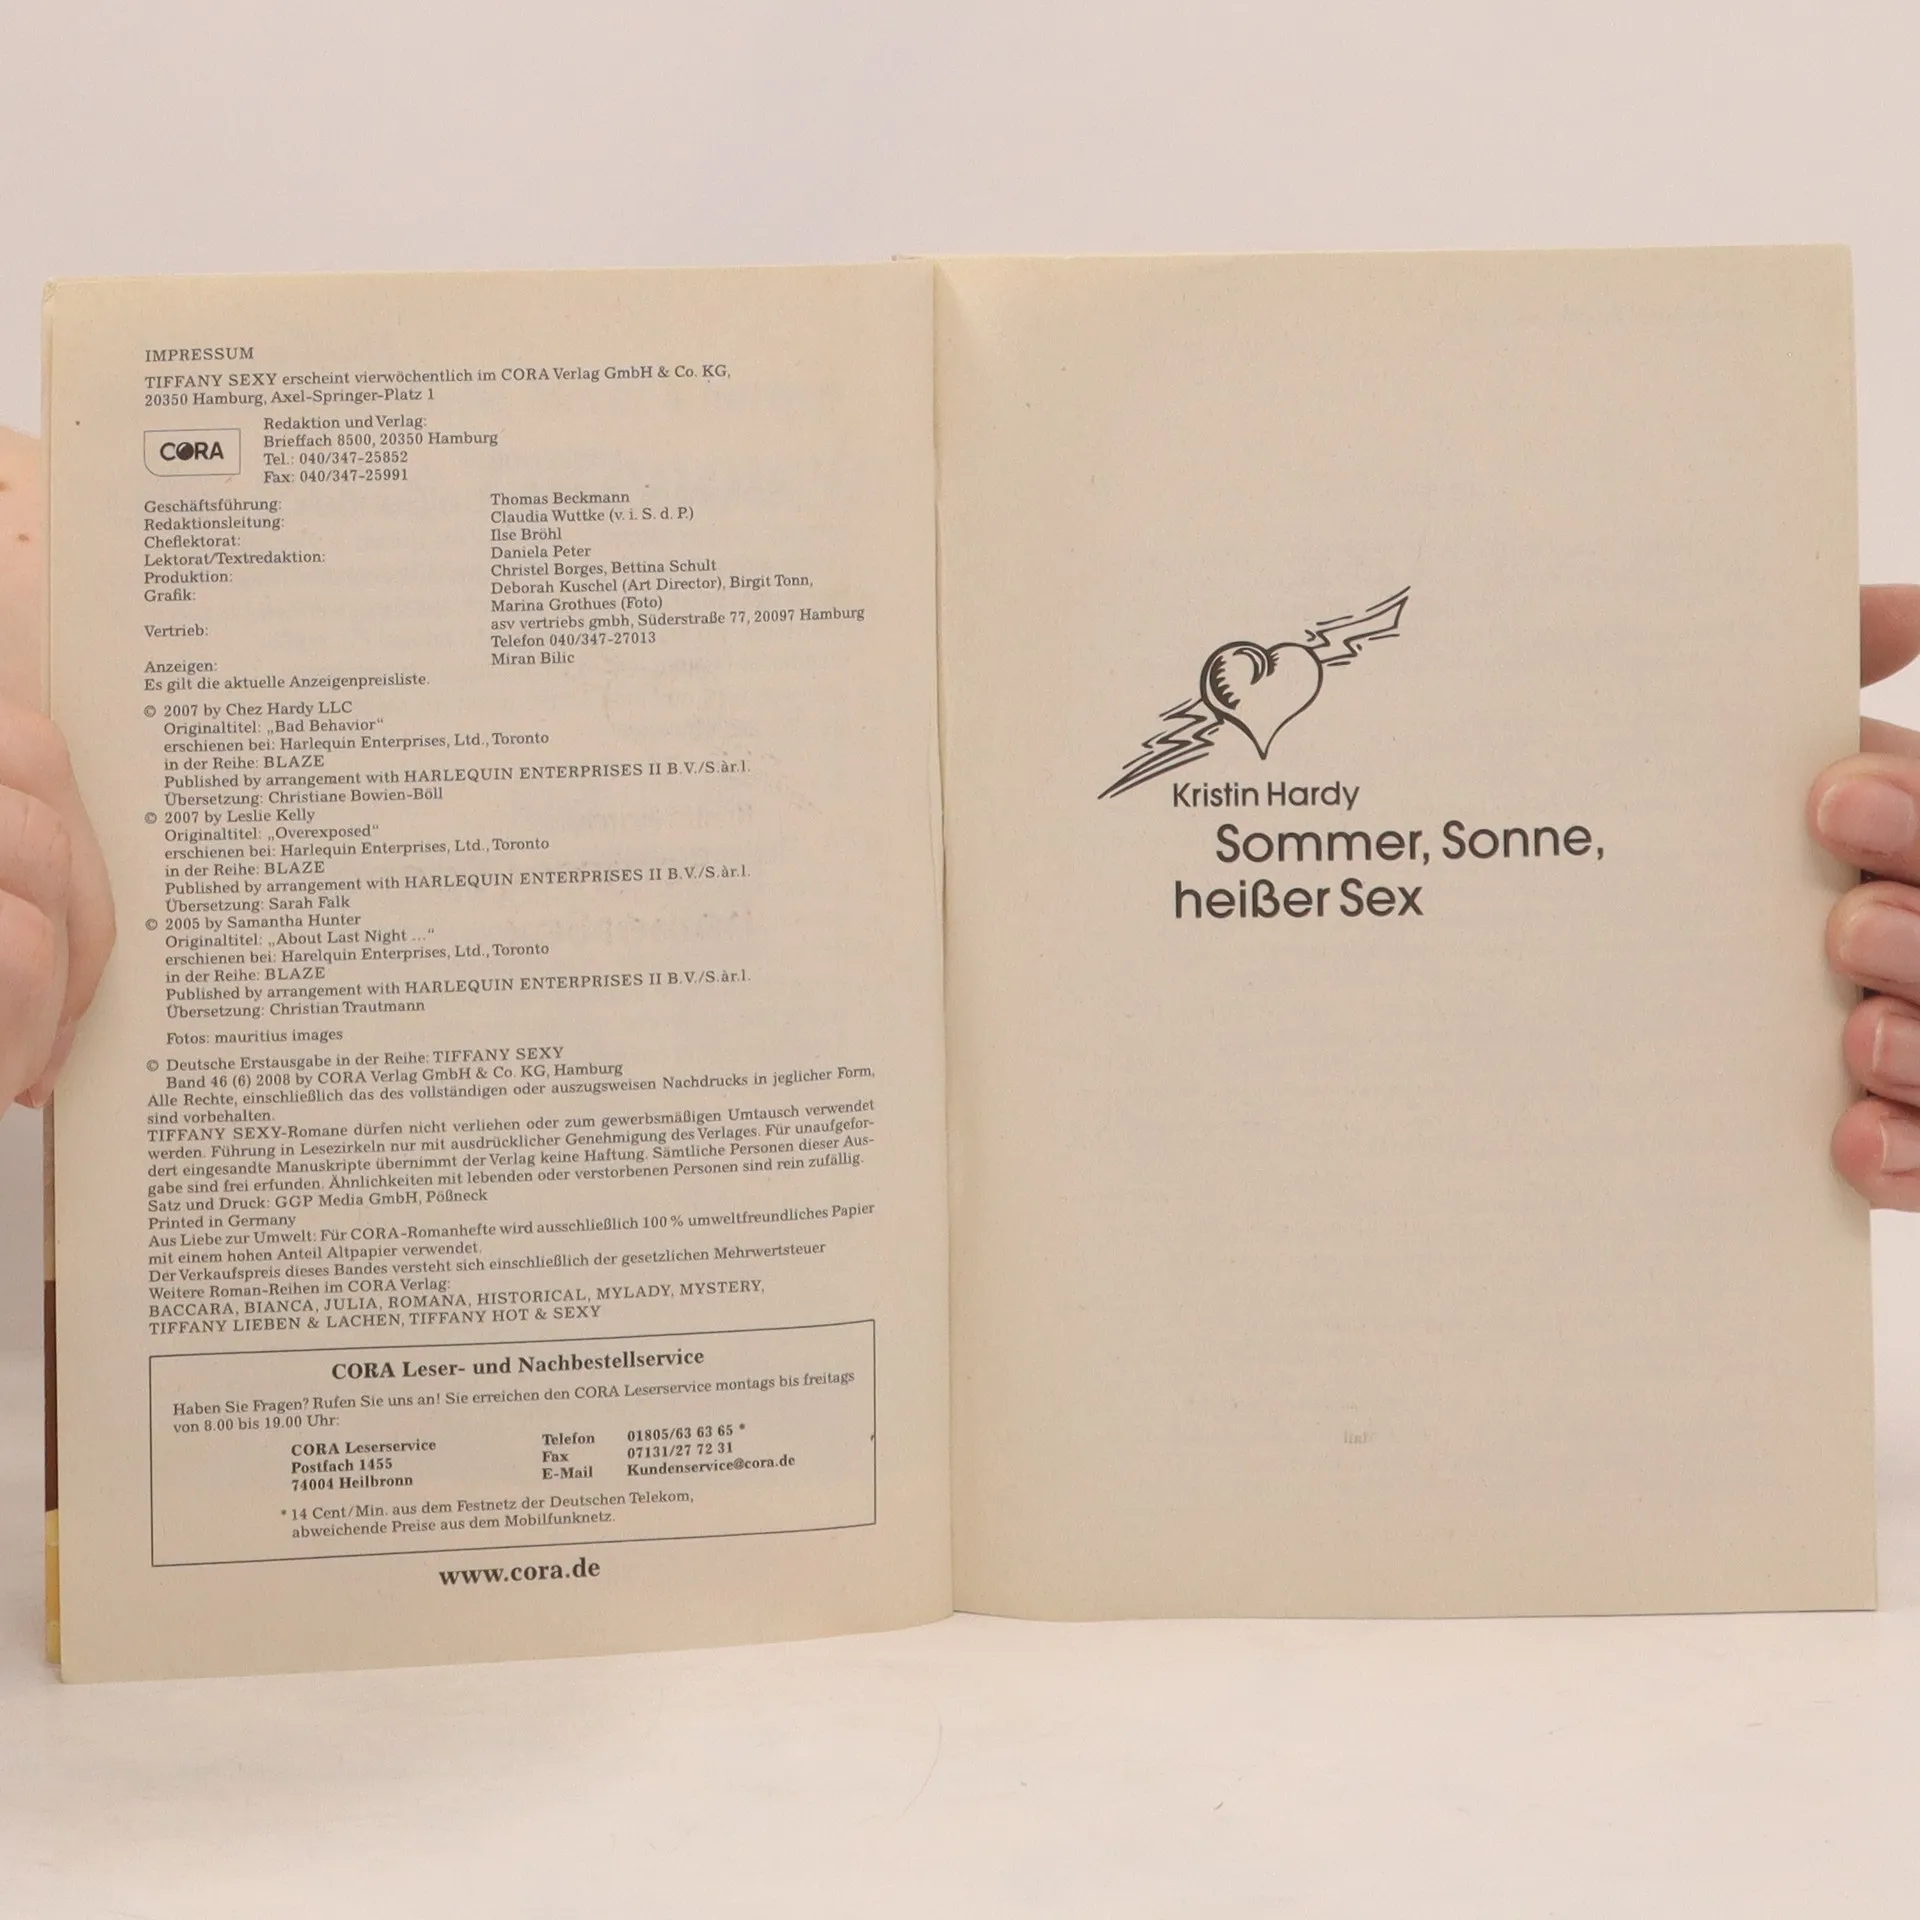 IMPRESSUM
TIFFANY SEXY erscheint vierwöchentlich im CORA Verlag GmbH & Co. KG,
20350 Hamburg, Axel-Springer-Platz 1
CORA
Redaktion und Verlag:
Brieffach 8500, 20350 Hamburg
Tel.: 040/347-25852
Fax: 040/347-25991
Geschäftsführung: Thomas Beckmann
Redaktionsleitung: Claudia Wuttke (v. i. S. d. P.)
Cheflektorat: Ilse Bröhl
Lektorat/Textredaktion: Daniela Peter
Produktion: Christel Borges, Bettina Schult
Grafik: Deborah Kuschel (Art Director), Birgit Tonn,
Marina Grothues (Foto)
Vertrieb: asv vertriebs gmbh, Süderstraße 77, 20097 Hamburg
Telefon 040/347-27013
Anzeigen: Miran Bilic
Es gilt die aktuelle Anzeigenpreisliste.
© 2007 by Chez Hardy LLC
Originaltitel: „Bad Behavior“
erschienen bei: Harlequin Enterprises, Ltd., Toronto
in der Reihe: BLAZE
Published by arrangement with HARLEQUIN ENTERPRISES II B.V./S.àr.l.
Übersetzung: Christiane Bowien-Böll
© 2007 by Leslie Kelly
Originaltitel: „Overexposed“
erschienen bei: Harlequin Enterprises, Ltd., Toronto
in der Reihe: BLAZE
Published by arrangement with HARLEQUIN ENTERPRISES II B.V./S.àr.l.
Übersetzung: Sarah Falk
© 2005 by Samantha Hunter
Originaltitel: „About Last Night ...“
erschienen bei: Harelquin Enterprises, Ltd., Toronto
in der Reihe: BLAZE
Published by arrangement with HARLEQUIN ENTERPRISES II B.V./S.àr.l.
Übersetzung: Christian Trautmann
Fotos: mauritius images
© Deutsche Erstausgabe in der Reihe: TIFFANY SEXY
Band 46 (6) 2008 by CORA Verlag GmbH & Co. KG, Hamburg
Alle Rechte, einschließlich das des vollständigen oder auszugsweisen Nachdrucks in jeglicher Form,
sind vorbehalten.
TIFFANY SEXY-Romane dürfen nicht verliehen oder zum gewerbsmäßigen Umtausch verwendet
werden. Führung in Lesezirkeln nur mit ausdrücklicher Genehmigung des Verlages. Für unaufgefor-
dert eingesandte Manuskripte übernimmt der Verlag keine Haftung. Sämtliche Personen dieser Aus-
gabe sind frei erfunden. Ähnlichkeiten mit lebenden oder verstorbenen Personen sind rein zufällig.
Satz und Druck: GGP Media GmbH, Pößneck
Printed in Germany
Aus Liebe zur Umwelt: Für CORA-Romanhefte wird ausschließlich 100 % umweltfreundliches Papier
mit einem hohen Anteil Altpapier verwendet.
Der Verkaufspreis dieses Bandes versteht sich einschließlich der gesetzlichen Mehrwertsteuer
Weitere Roman-Reihen im CORA Verlag:
BACCARA, BIANCA, JULIA, ROMANA, HISTORICAL, MYLADY, MYSTERY,
TIFFANY LIEBEN & LACHEN, TIFFANY HOT & SEXY
CORA Leser- und Nachbestellservice
Haben Sie Fragen? Rufen Sie uns an! Sie erreichen den CORA Leserservice montags bis freitags
von 8.00 bis 19.00 Uhr:
CORA Leserservice Telefon 01805/63 63 65 *
Postfach 1455 Fax 07131/27 72 31
74004 Heilbronn E-Mail Kundenservice@cora.de
* 14 Cent/Min. aus dem Festnetz der Deutschen Telekom,
abweichende Preise aus dem Mobilfunknetz.
www.cora.de
Kristin Hardy
Sommer, Sonne,
heißer Sex